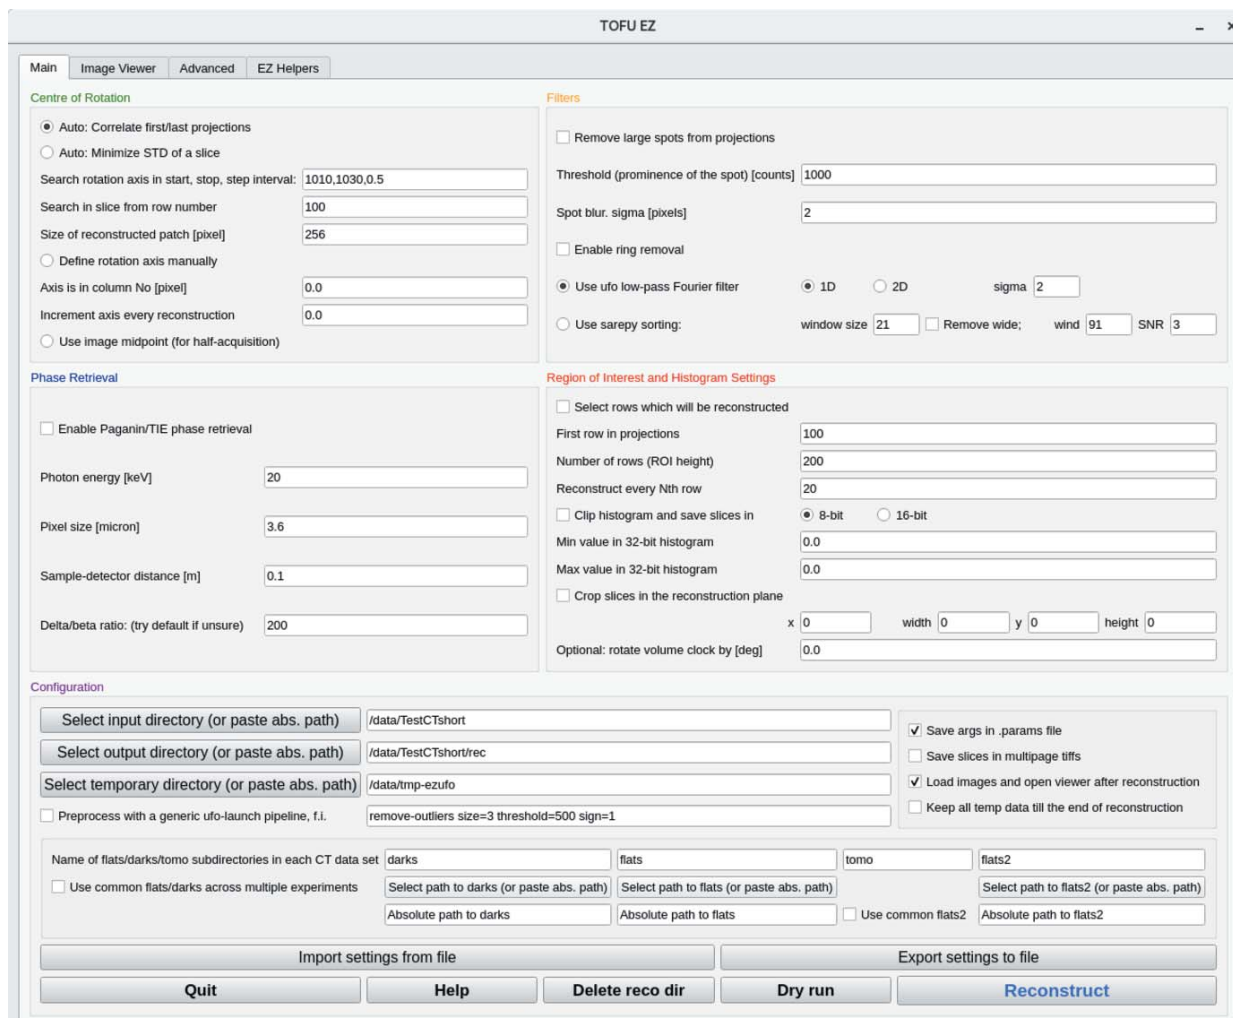 TOFU EZ
Main Image Viewer Advanced EZ Helpers
Centre of Rotation
Auto: Correlate first/last projections
Auto: Minimize STD of a slice
Search rotation axis in start, stop, step interval: 1010,1030,0.5
Search in slice from row number 100
Size of reconstructed patch [pixel] 256
Define rotation axis manually
Axis is in column No [pixel] 0.0
Increment axis every reconstruction 0.0
Use image midpoint (for half-acquisition)
Filters
Remove large spots from projections
Threshold (prominence of the spot) [counts] 1000
Spot blur. sigma [pixels] 2
Enable ring removal
Use ufo low-pass Fourier filter 1D 2D sigma 2
Use sarepy sorting: window size 21 Remove wide; wind 91 SNR 3
Phase Retrieval
Enable Paganin/TIE phase retrieval
Photon energy [keV] 20
Pixel size [micron] 3.6
Sample-detector distance [m] 0.1
Delta/beta ratio: (try default if unsure) 200
Region of Interest and Histogram Settings
Select rows which will be reconstructed
First row in projections 100
Number of rows (ROI height) 200
Reconstruct every Nth row 20
Clip histogram and save slices in 8-bit 16-bit
Min value in 32-bit histogram 0.0
Max value in 32-bit histogram 0.0
Crop slices in the reconstruction plane
x 0 width 0 y 0 height 0
Optional: rotate volume clock by [deg] 0.0
Configuration
Select input directory (or paste abs. path) /data/TestCTshort
Select output directory (or paste abs. path) /data/TestCTshort/rec
Select temporary directory (or paste abs. path) /data/tmp-ezufo
Preprocess with a generic ufo-launch pipeline, f.i. remove-outliers size=3 threshold=500 sign=1
Save args in .params file
Save slices in multipage tiffs
Load images and open viewer after reconstruction
Keep all temp data till the end of reconstruction
Name of flats/darks/tomo subdirectories in each CT data set darks flats tomo flats2
Use common flats/darks across multiple experiments Select path to darks (or paste abs. path) Select path to flats (or paste abs. path) Select path to flats2 (or paste abs. path)
Absolute path to darks Absolute path to flats Use common flats2 Absolute path to flats2
Import settings from file Export settings to file
Quit Help Delete reco dir Dry run Reconstruct